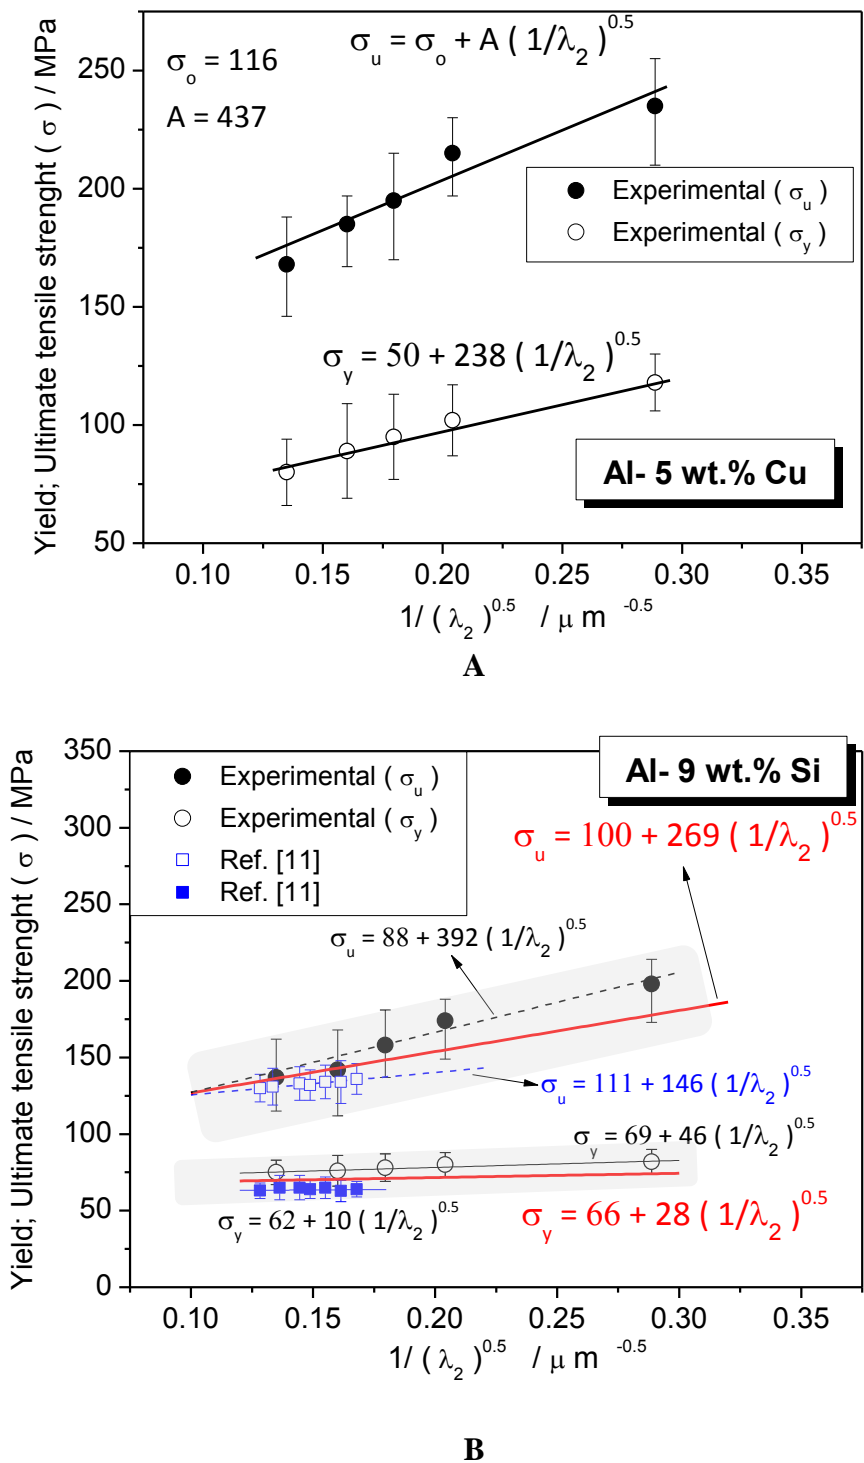 σu = σo + A ( 1/λ2 )^0.5
σo = 116
A = 437
Experimental ( σu )
Experimental ( σy )
σy = 50 + 238 ( 1/λ2 )^0.5
Al- 5 wt.% Cu
Yield; Ultimate tensile strenght ( σ ) / MPa
250
200
150
100
50
0.10 0.15 0.20 0.25 0.30 0.35
1/ ( λ2 )^0.5 / μ m ^-0.5
A
Al- 9 wt.% Si
Experimental ( σu )
Experimental ( σy )
Ref. [11]
Ref. [11]
σu = 100 + 269 ( 1/λ2 )^0.5
σu = 88 + 392 ( 1/λ2 )^0.5
σu = 111 + 146 ( 1/λ2 )^0.5
σy = 69 + 46 ( 1/λ2 )^0.5
σy = 62 + 10 ( 1/λ2 )^0.5
σy = 66 + 28 ( 1/λ2 )^0.5
Yield; Ultimate tensile strenght ( σ ) / MPa
350
300
250
200
150
100
50
0
0.10 0.15 0.20 0.25 0.30 0.35
1/ ( λ2 )^0.5 / μ m ^-0.5
B